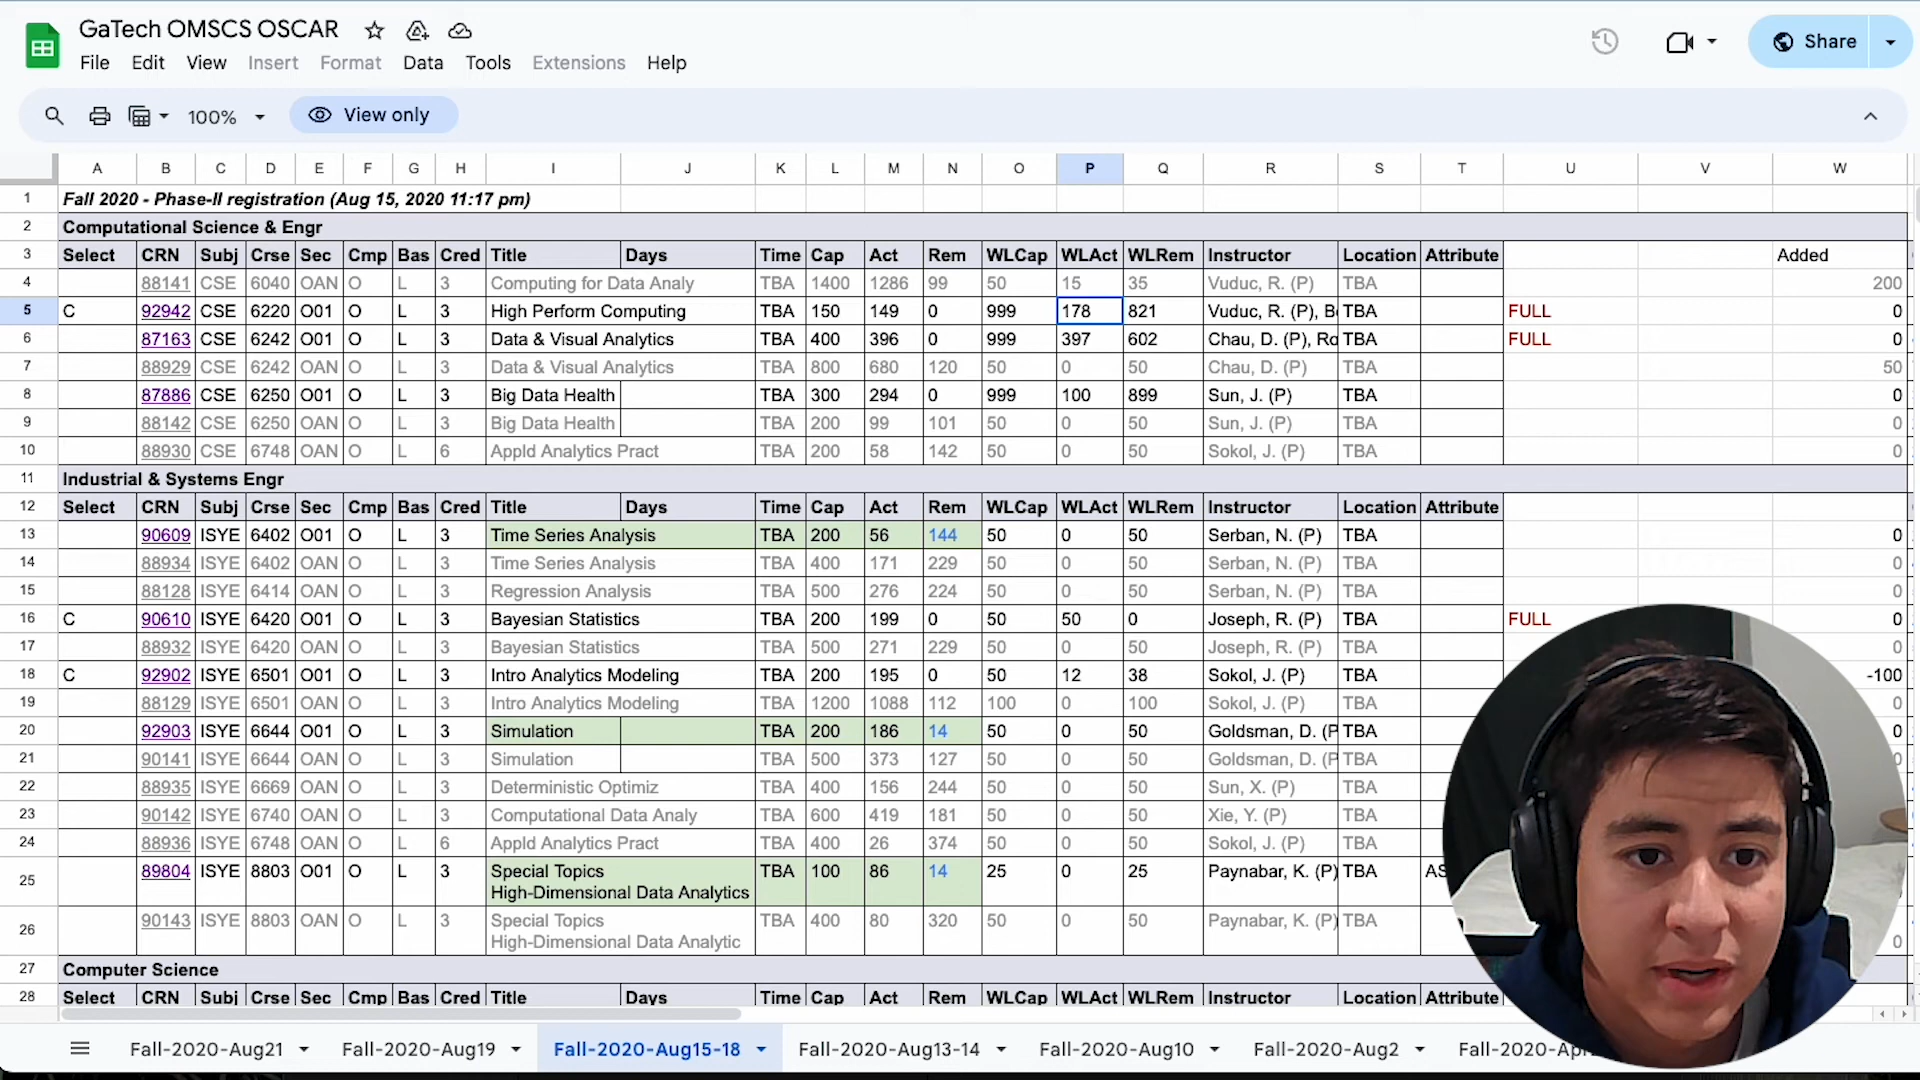 GaTech OMSCS OSCAR
File Edit View Insert Format Data Tools Extensions Help
Share
100% View only
A B C D E F G H I J K L M N O P Q R S T U V W
1 Fall 2020 - Phase-II registration (Aug 15, 2020 11:17 pm)
2 Computational Science & Engr
3 Select CRN Subj Crse Sec Cmp Bas Cred Title Days Time Cap Act Rem WLCap WLAct WLRem Instructor Location Attribute Added
4 88141 CSE 6040 OAN O L 3 Computing for Data Analy TBA 1400 1286 99 50 15 35 Vuduc, R. (P) TBA 200
5 C 92942 CSE 6220 O01 O L 3 High Perform Computing TBA 150 149 0 999 178 821 Vuduc, R. (P), Bo TBA FULL 0
6 87163 CSE 6242 O01 O L 3 Data & Visual Analytics TBA 400 396 0 999 397 602 Chau, D. (P), Ro TBA FULL 0
7 88929 CSE 6242 OAN O L 3 Data & Visual Analytics TBA 800 680 120 50 0 50 Chau, D. (P) TBA 50
8 87886 CSE 6250 O01 O L 3 Big Data Health TBA 300 294 0 999 100 899 Sun, J. (P) TBA 0
9 88142 CSE 6250 OAN O L 3 Big Data Health TBA 200 99 101 50 0 50 Sun, J. (P) TBA 0
10 88930 CSE 6748 OAN O L 6 Appld Analytics Pract TBA 200 58 142 50 0 50 Sokol, J. (P) TBA 0
11 Industrial & Systems Engr
12 Select CRN Subj Crse Sec Cmp Bas Cred Title Days Time Cap Act Rem WLCap WLAct WLRem Instructor Location Attribute
13 90609 ISYE 6402 O01 O L 3 Time Series Analysis TBA 200 56 144 50 0 50 Serban, N. (P) TBA 0
14 88934 ISYE 6402 OAN O L 3 Time Series Analysis TBA 400 171 229 50 0 50 Serban, N. (P) TBA 0
15 88128 ISYE 6414 OAN O L 3 Regression Analysis TBA 500 276 224 50 0 50 Serban, N. (P) TBA 0
16 C 90610 ISYE 6420 O01 O L 3 Bayesian Statistics TBA 200 199 0 50 50 0 Joseph, R. (P) TBA FULL 0
17 88932 ISYE 6420 OAN O L 3 Bayesian Statistics TBA 500 271 229 50 0 50 Joseph, R. (P) TBA 0
18 C 92902 ISYE 6501 O01 O L 3 Intro Analytics Modeling TBA 200 195 0 50 12 38 Sokol, J. (P) TBA -100
19 88129 ISYE 6501 OAN O L 3 Intro Analytics Modeling TBA 1200 1088 112 100 0 100 Sokol, J. (P) TBA 0
20 92903 ISYE 6644 O01 O L 3 Simulation TBA 200 186 14 50 0 50 Goldsman, D. (P TBA 0
21 90141 ISYE 6644 OAN O L 3 Simulation TBA 500 373 127 50 0 50 Goldsman, D. (P TBA 0
22 88935 ISYE 6669 OAN O L 3 Deterministic Optimiz TBA 400 156 244 50 0 50 Sun, X. (P) TBA
23 90142 ISYE 6740 OAN O L 3 Computational Data Analy TBA 600 419 181 50 0 50 Xie, Y. (P) TBA
24 88936 ISYE 6748 OAN O L 6 Appld Analytics Pract TBA 400 26 374 50 0 50 Sokol, J. (P) TBA
25 89804 ISYE 8803 O01 O L 3 Special Topics TBA 100 86 14 25 0 25 Paynabar, K. (P) TBA AS
High-Dimensional Data Analytics
26 90143 ISYE 8803 OAN O L 3 Special Topics TBA 400 80 320 50 0 50 Paynabar, K. (P) TBA
High-Dimensional Data Analytic 0
27 Computer Science
28 Select CRN Subj Crse Sec Cmp Bas Cred Title Days Time Cap Act Rem WLCap WLAct WLRem Instructor Location Attribute
Fall-2020-Aug21 Fall-2020-Aug19 Fall-2020-Aug15-18 Fall-2020-Aug13-14 Fall-2020-Aug10 Fall-2020-Aug2 Fall-2020-Ap